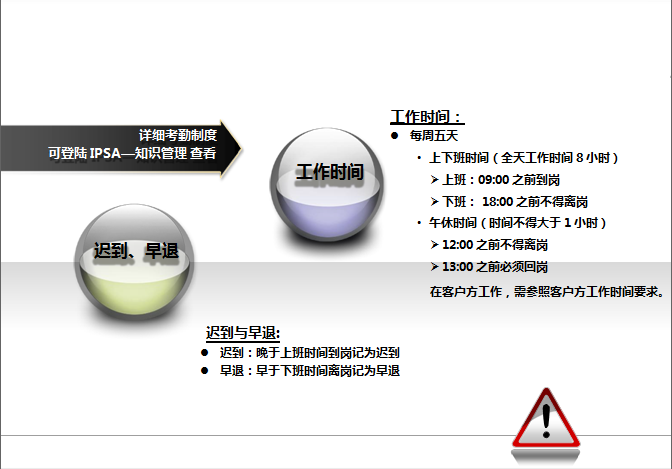 详细考勤制度
可登陆 IPSA—知识管理 查看
工作时间
迟到、早退
工作时间：
● 每周五天
• 上下班时间（全天工作时间 8 小时）
➢ 上班：09:00 之前到岗
➢ 下班： 18:00 之前不得离岗
• 午休时间（时间不得大于 1 小时）
➢ 12:00 之前不得离岗
➢ 13:00 之前必须回岗
在客户方工作，需参照客户方工作时间要求。
迟到与早退:
● 迟到：晚于上班时间到岗记为迟到
● 早退：早于下班时间离岗记为早退
!